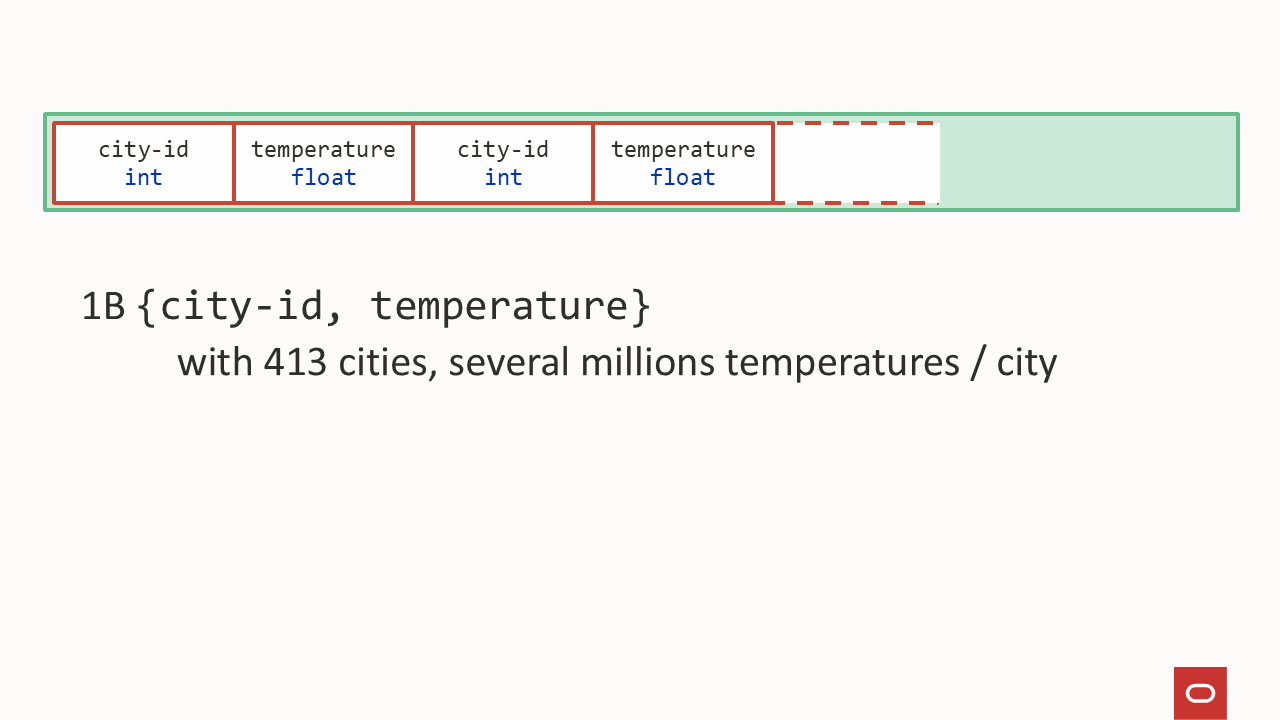 city-id temperature city-id temperature
int float int float
1B {city-id, temperature}
with 413 cities, several millions temperatures / city